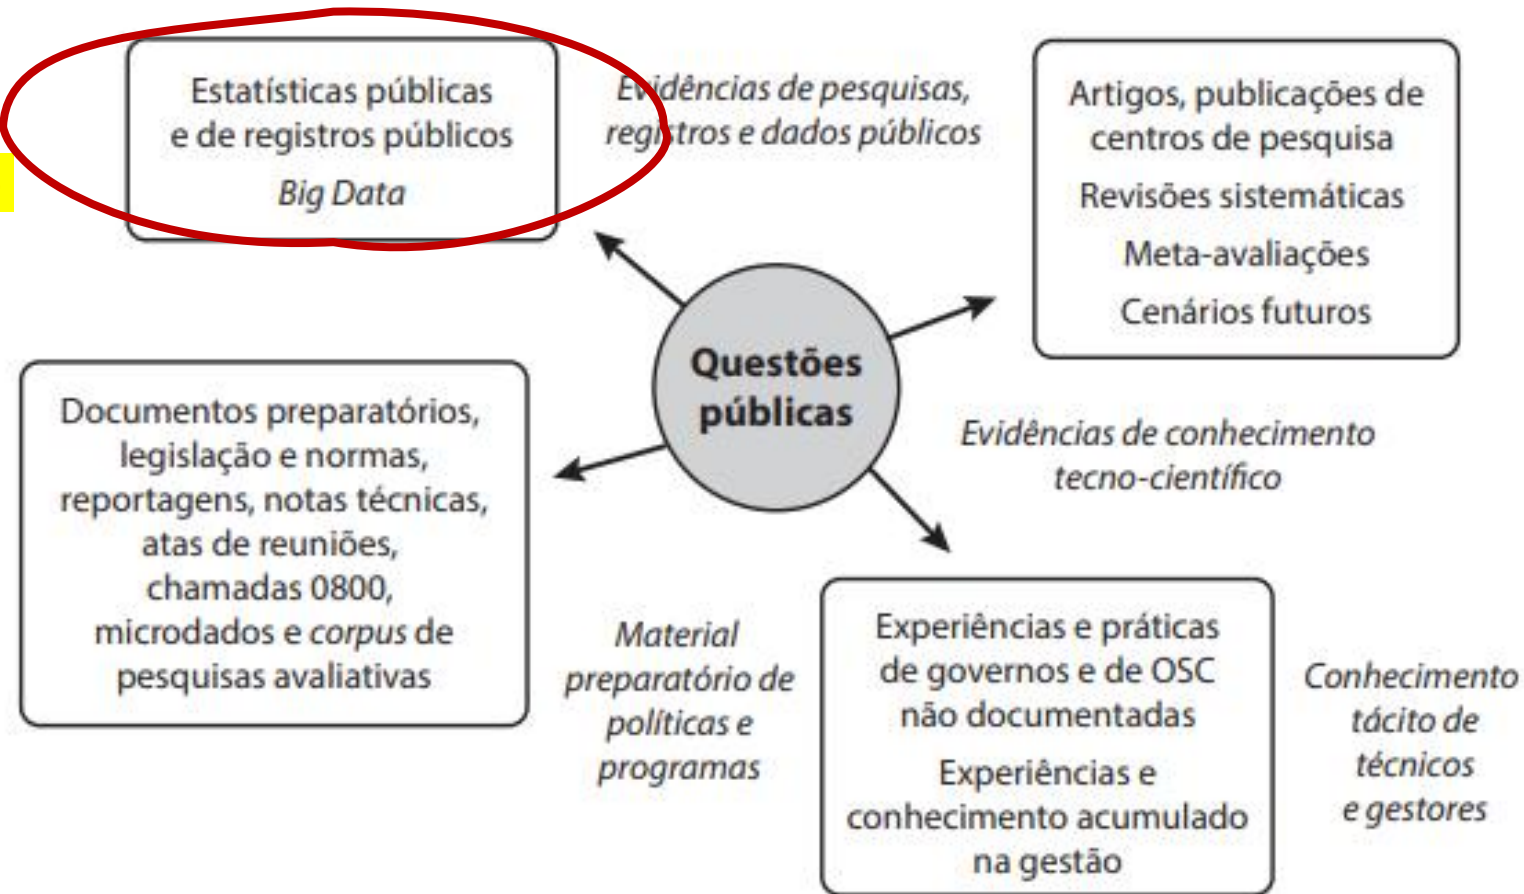 Estatísticas públicas
e de registros públicos
Big Data
Evidências de pesquisas,
registros e dados públicos
Artigos, publicações de
centros de pesquisa
Revisões sistemáticas
Meta-avaliações
Cenários futuros
Questões
públicas
Documentos preparatórios,
legislação e normas,
reportagens, notas técnicas,
atas de reuniões,
chamadas 0800,
microdados e corpus de
pesquisas avaliativas
Evidências de conhecimento
tecno-científico
Material
preparatório de
políticas e
programas
Experiências e práticas
de governos e de OSC
não documentadas
Experiências e
conhecimento acumulado
na gestão
Conhecimento
tácito de
técnicos
e gestores